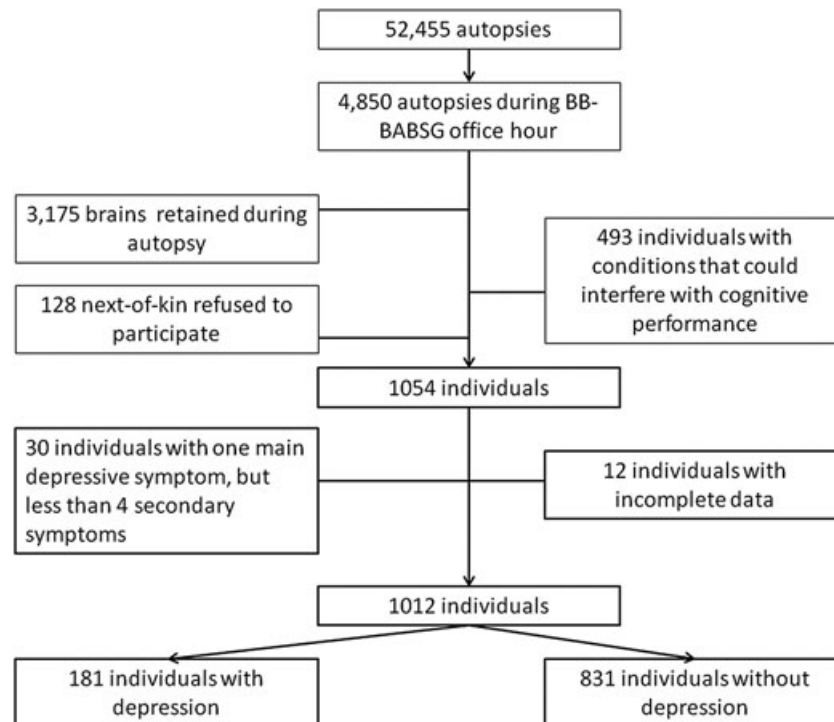 52,455 autopsies
4,850 autopsies during BB-
BABSG office hour
3,175 brains retained during
autopsy
493 individuals with
conditions that could
interfere with cognitive
performance
128 next-of-kin refused to
participate
1054 individuals
30 individuals with one main
depressive symptom, but
less than 4 secondary
symptoms
12 individuals with
incomplete data
1012 individuals
181 individuals with
depression
831 individuals without
depression